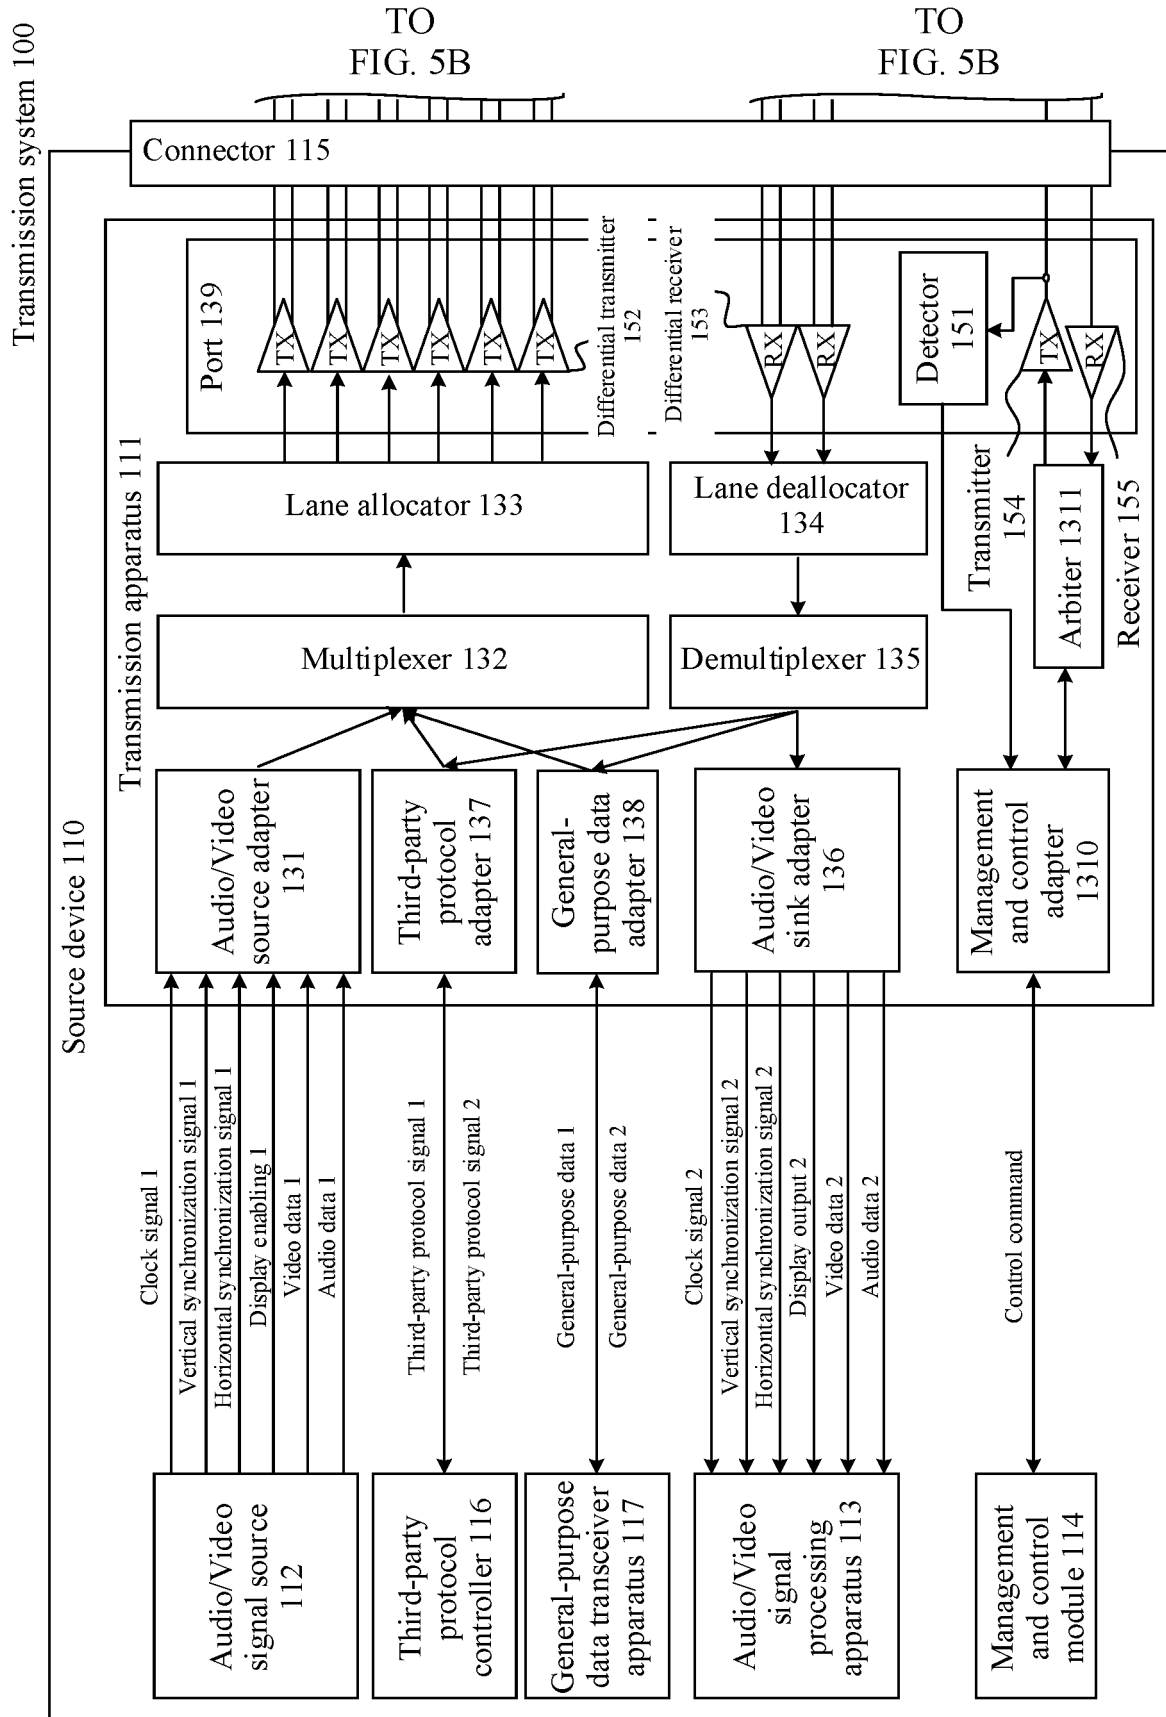 Transmission system 100
Source device 110
TO
FIG. 5B
TO
FIG. 5B
Connector 115
Transmission apparatus 111
Port 139
TX
TX
TX
TX
TX
TX
Differential transmitter
152
Differential receiver
153
RX
RX
Detector
151
TX
RX
Transmitter
154
Receiver 155
Lane allocator 133
Lane deallocator
134
Arbiter 1311
Multiplexer 132
Demultiplexer 135
Audio/Video
source adapter
131
Third-party
protocol
adapter 137
General-
purpose data
adapter 138
Audio/Video
sink adapter
136
Management
and control
adapter
1310
Clock signal 1
Vertical synchronization signal 1
Horizontal synchronization signal 1
Display enabling 1
Video data 1
Audio data 1
Third-party protocol signal 1
Third-party protocol signal 2
General-purpose data 1
General-purpose data 2
Clock signal 2
Vertical synchronization signal 2
Horizontal synchronization signal 2
Display output 2
Video data 2
Audio data 2
Control command
Audio/Video
signal source
112
Third-party
protocol
controller 116
General-purpose
data transceiver
apparatus 117
Audio/Video
signal
processing
apparatus 113
Management
and control
module 114